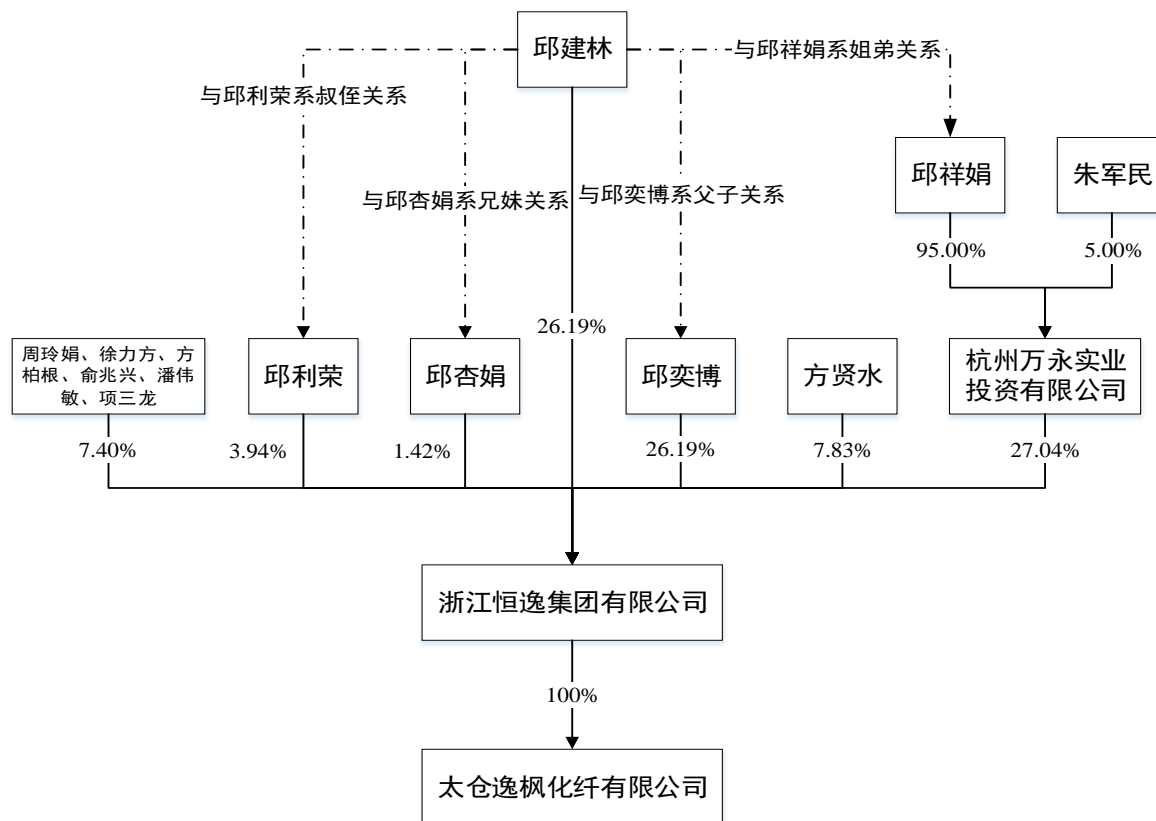 邱建林
与邱祥娟系姐弟关系
与邱利荣系叔侄关系
邱祥娟
朱军民
与邱杏娟系兄妹关系
与邱奕博系父子关系
95.00%
5.00%
26.19%
周玲娟、徐力方、方
柏根、俞兆兴、潘伟
敏、项三龙
邱利荣
邱杏娟
邱奕博
方贤水
杭州万永实业
投资有限公司
7.40%
3.94%
1.42%
26.19%
7.83%
27.04%
浙江恒逸集团有限公司
100%
太仓逸枫化纤有限公司